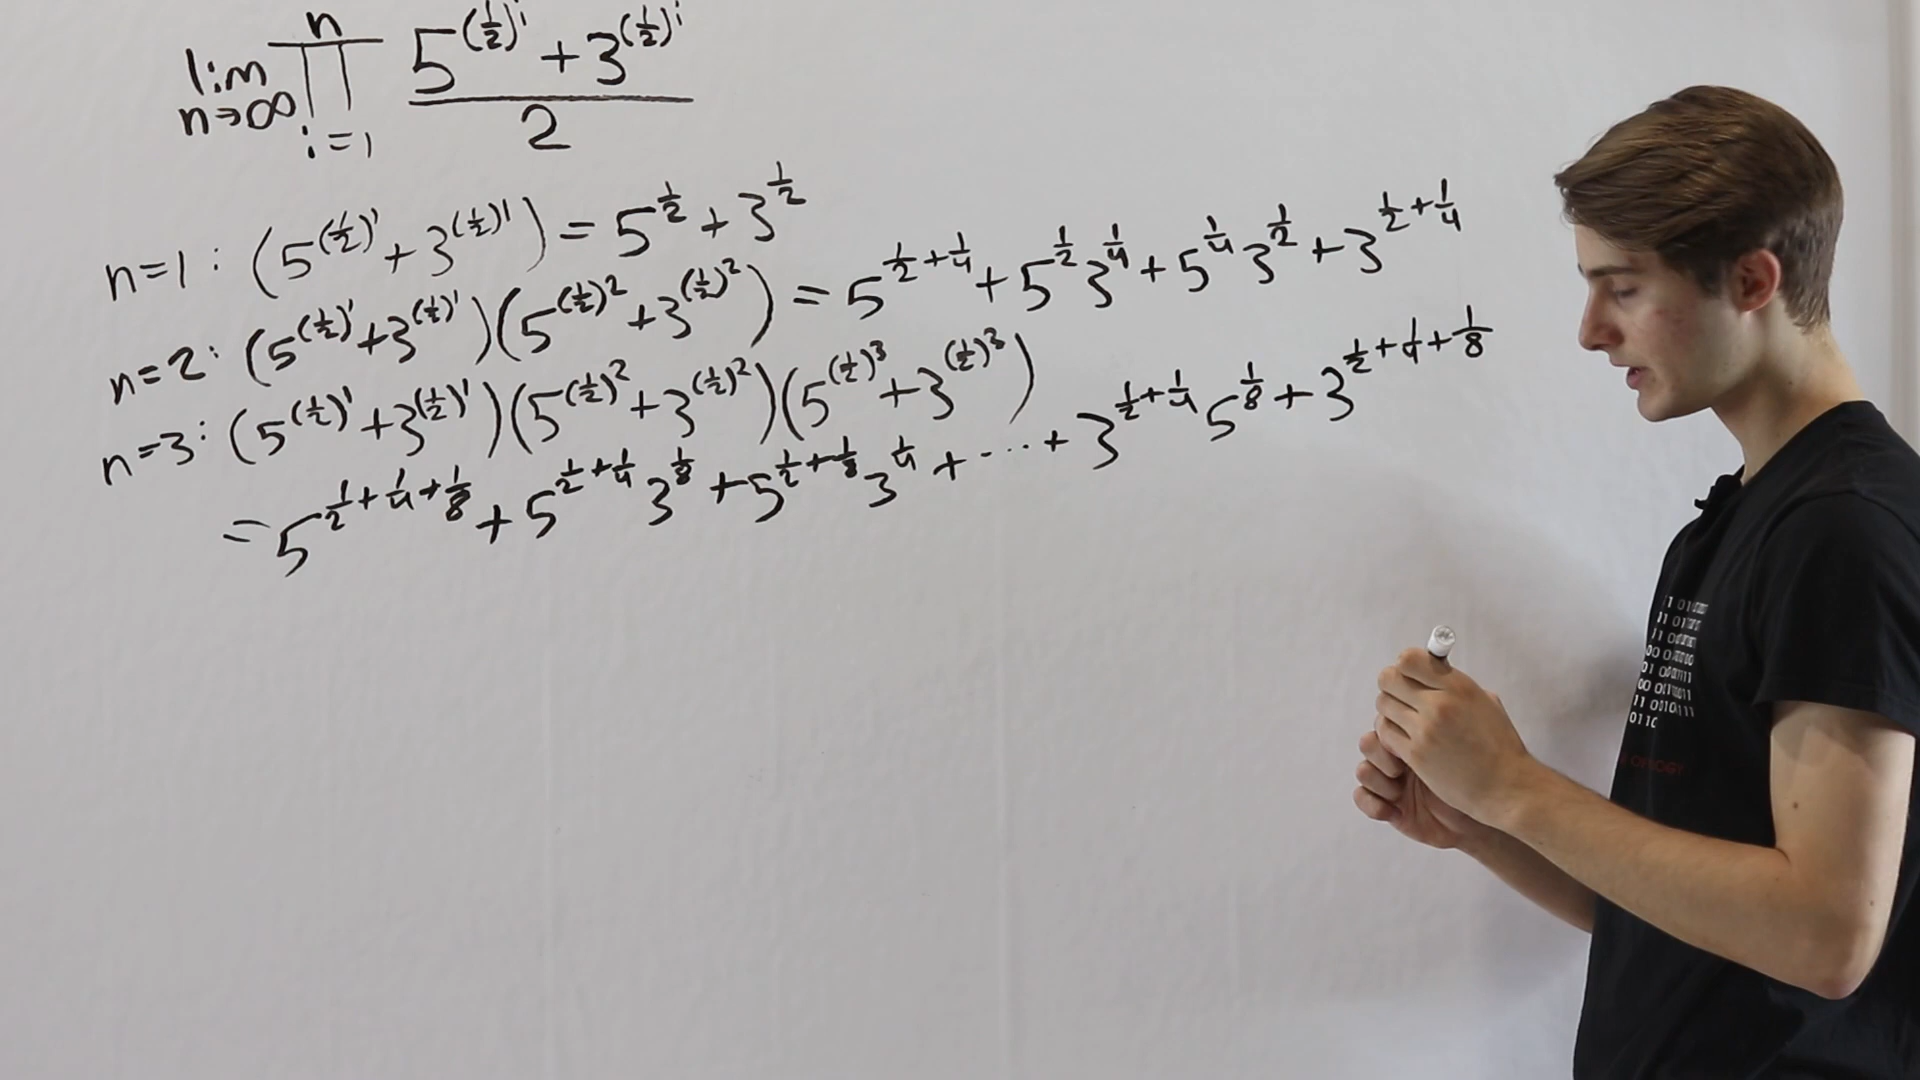 lim n→∞ n ∏ i=1 (5^(1/2)^i + 3^(1/2)^i) / 2
n=1: (5^(1/2)^1 + 3^(1/2)^1) = 5^1/2 + 3^1/2
n=2: (5^(1/2)^1 + 3^(1/2)^1)(5^(1/2)^2 + 3^(1/2)^2) = 5^1/2+1/4 + 5^1/2 3^1/4 + 5^1/4 3^1/2 + 3^1/2+1/4
n=3: (5^(1/2)^1 + 3^(1/2)^1)(5^(1/2)^2 + 3^(1/2)^2)(5^(1/2)^3 + 3^(1/2)^3)
= 5^1/2+1/4+1/8 + 5^1/2+1/4 3^1/8 + 5^1/2+1/8 3^1/4 + ... + 3^1/2+1/4 5^1/8 + 3^1/2+1/4+1/8